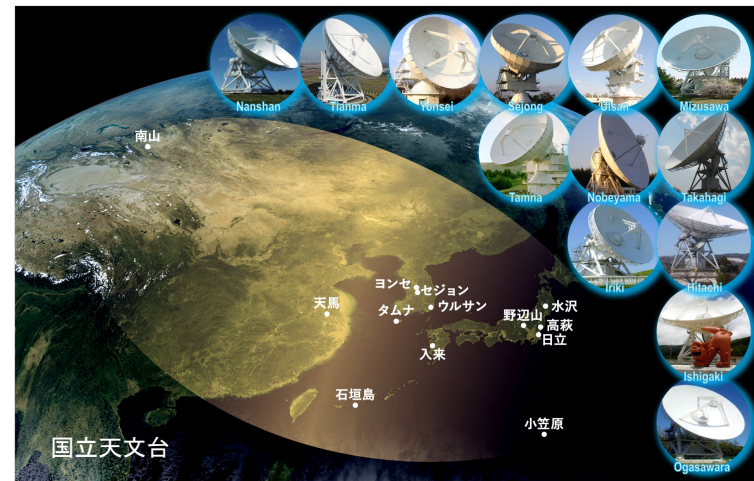 Nanshan
Tianma
Yonsei
Sejong
Ulsan
Mizusawa
Tamna
Nobeyama
Takahagi
Iriki
Hitachi
Ishigaki
Ogasawara
南山
天馬
ヨンセ
セジョン
タムナ
ウルサン
野辺山
水沢
高萩
日立
入来
石垣島
小笠原
国立天文台